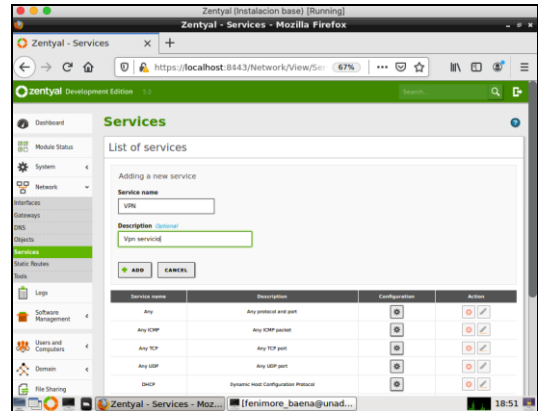 Zentyal (Instalacion base) [Running]
Zentyal - Services - Mozilla Firefox
Zentyal - Services
https://localhost:8443/Network/View/Ser 67%
zentyal Development Edition 5.0 Search...
Dashboard
Module Status
System
Network
Interfaces
Gateways
DNS
Objects
Services
Static Routes
Tools
Logs
Software Management
Users and Computers
Domain
File Sharing
Services
List of services
Adding a new service
Service name
VPN
Description Optional
Vpn servicio
ADD CANCEL
Service name Description Configuration Action
Any Any protocol and port
Any ICMP Any ICMP packet
Any TCP Any TCP port
Any UDP Any UDP port
DHCP Dynamic Host Configuration Protocol
Zentyal - Services - Moz... [fenimore_baena@unad... 18:51